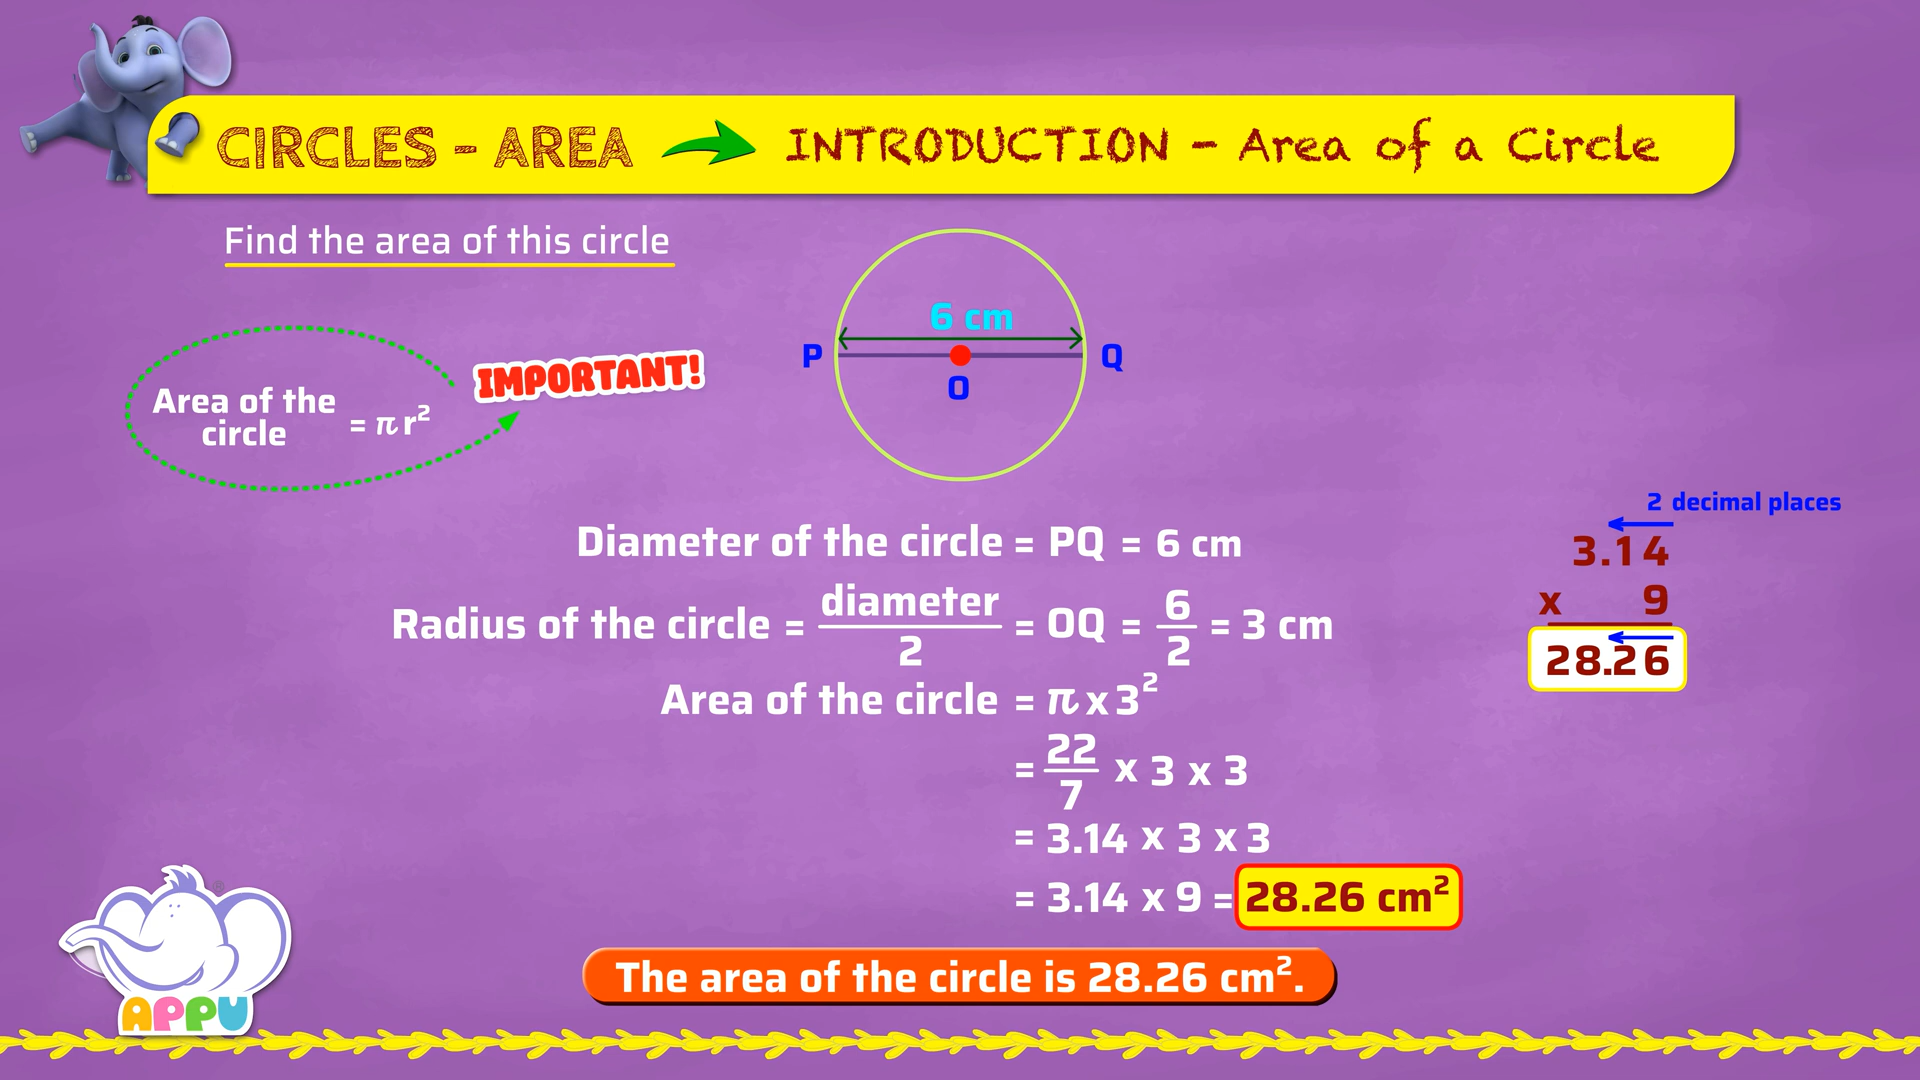 CIRCLES - AREA INTRODUCTION - Area of a Circle
Find the area of this circle
6 cm
P Q
O
Area of the
circle = π r²
IMPORTANT!
2 decimal places
3.14
x 9
28.26
Diameter of the circle = PQ = 6 cm
Radius of the circle = diameter/2 = OQ = 6/2 = 3 cm
Area of the circle = π x 3²
= 22/7 x 3 x 3
= 3.14 x 3 x 3
= 3.14 x 9 = 28.26 cm²
The area of the circle is 28.26 cm².
®
APPU